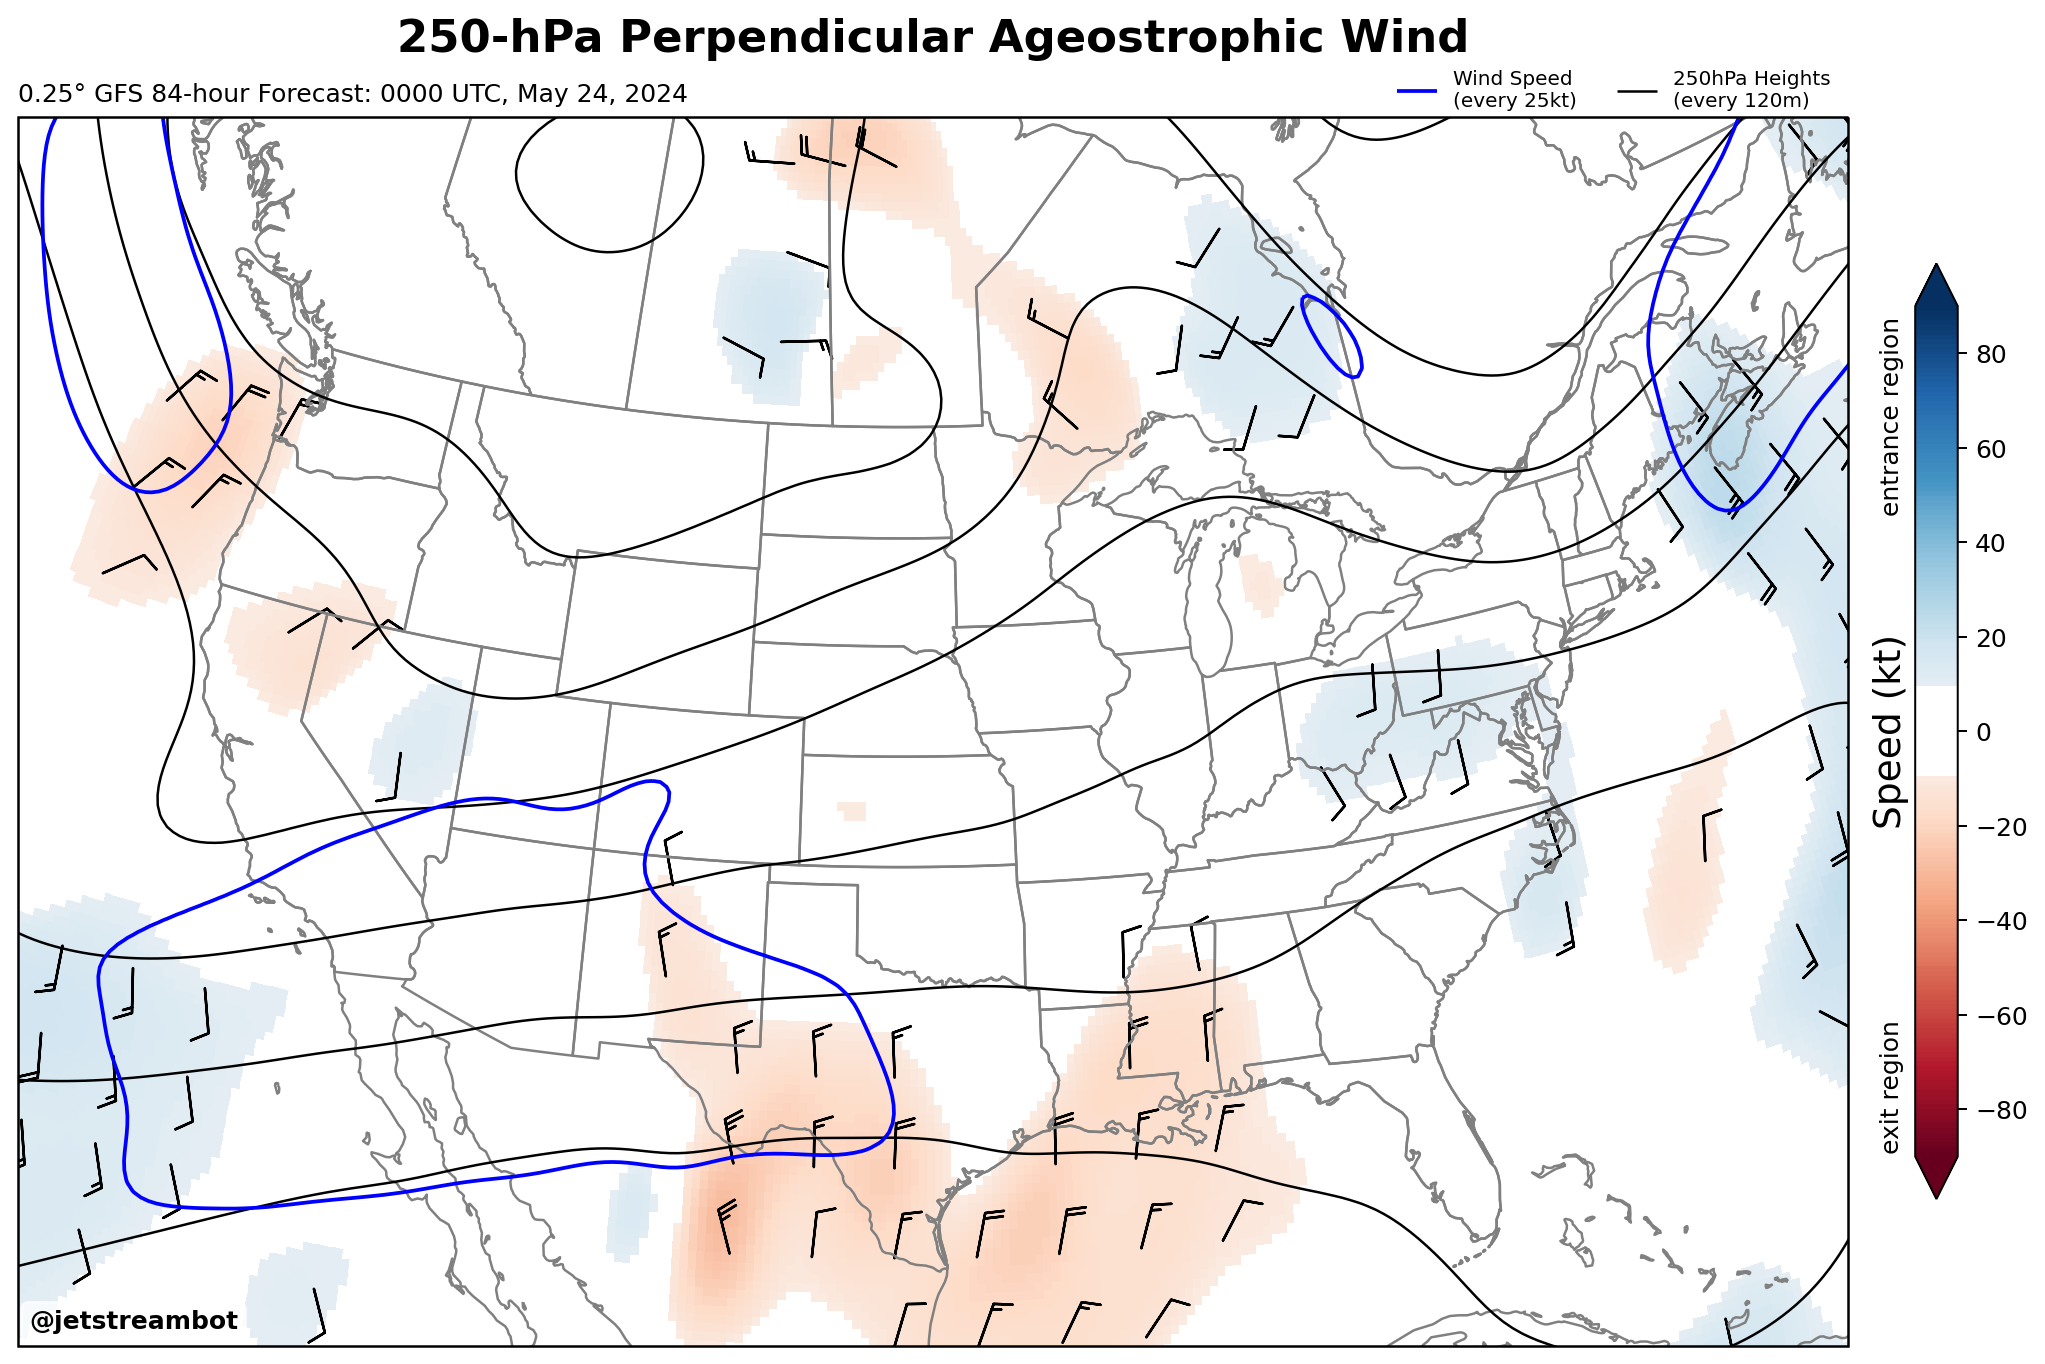 250-hPa Perpendicular Ageostrophic Wind
0.25° GFS 84-hour Forecast: 0000 UTC, May 24, 2024
Wind Speed
(every 25kt)
250hPa Heights
(every 120m)
entrance region
exit region
Speed (kt)
80
60
40
20
0
−20
−40
−60
−80
@jetstreambot